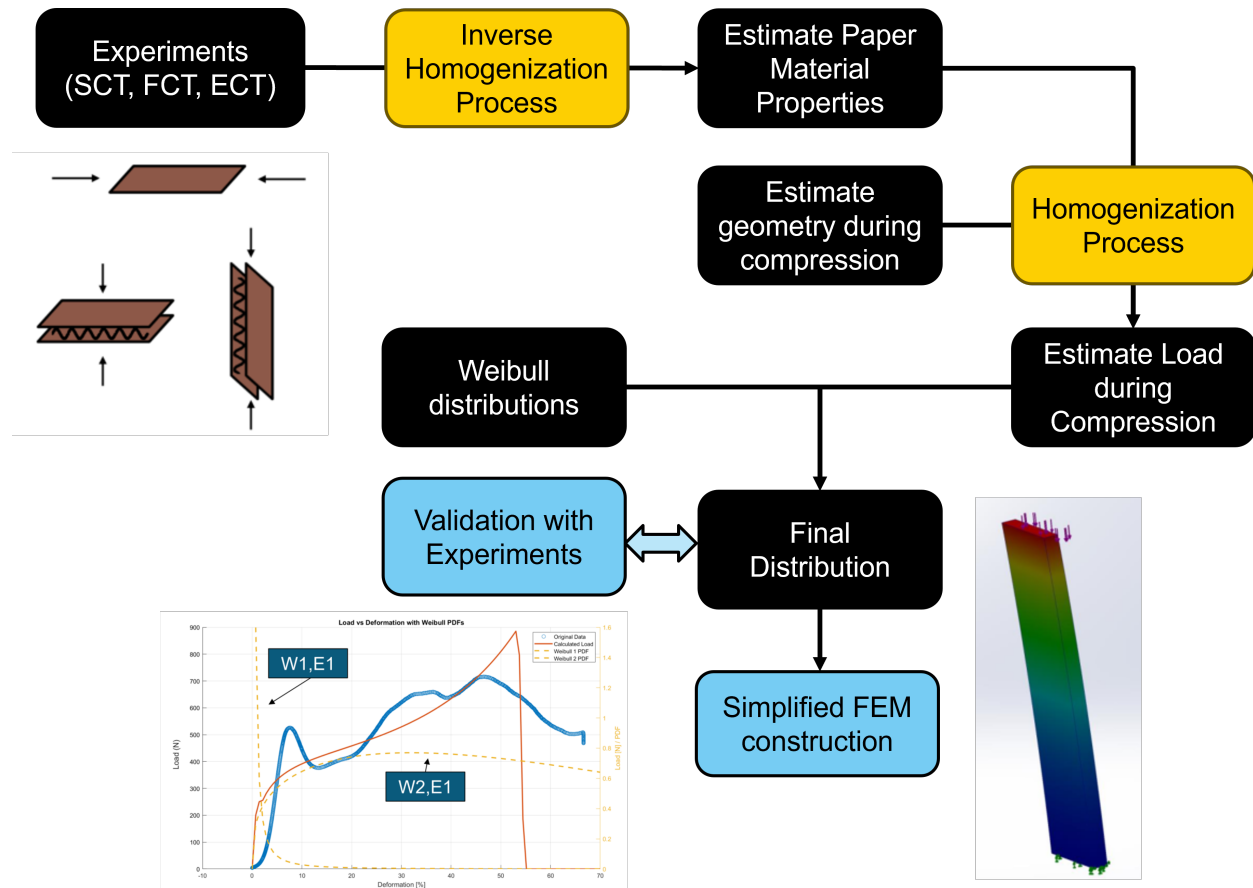 Experiments
(SCT, FCT, ECT)
Inverse
Homogenization
Process
Estimate Paper
Material
Properties
Estimate
geometry during
compression
Homogenization
Process
Weibull
distributions
Estimate Load
during
Compression
Validation with
Experiments
Final
Distribution
Simplified FEM
construction
Load vs Deformation with Weibull PDFs
Original Data
Calculated Load
Weibull 1 PDF
Weibull 2 PDF
W1,E1
W2,E1
Load (N)
900
800
700
600
500
400
300
200
100
0
1.6
1.4
1.2
1
0.8
0.6
0.4
0.2
0
Load [N] / PDF
-10
0
10
20
30
40
50
60
70
Deformation [%]